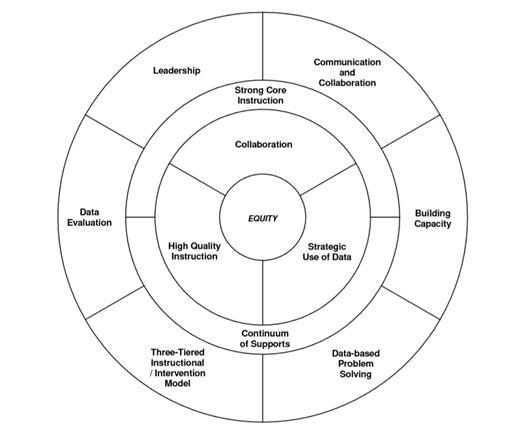 Leadership
Communication
and
Collaboration
Strong Core
Instruction
Collaboration
Data
Evaluation
EQUITY
Building
Capacity
High Quality
Instruction
Strategic
Use of Data
Continuum
of Supports
Three-Tiered
Instructional
/ Intervention
Model
Data-based
Problem
Solving